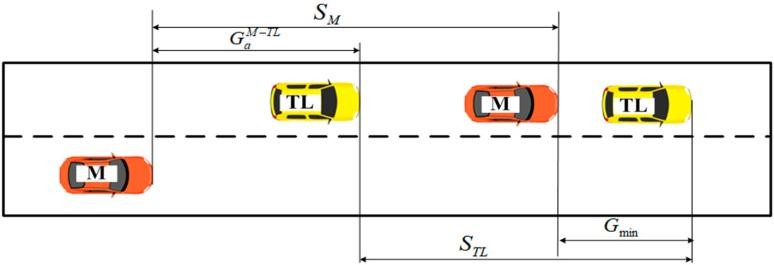 S_M
G_a^{M-TL}
TL
M
TL
M
G_min
S_TL